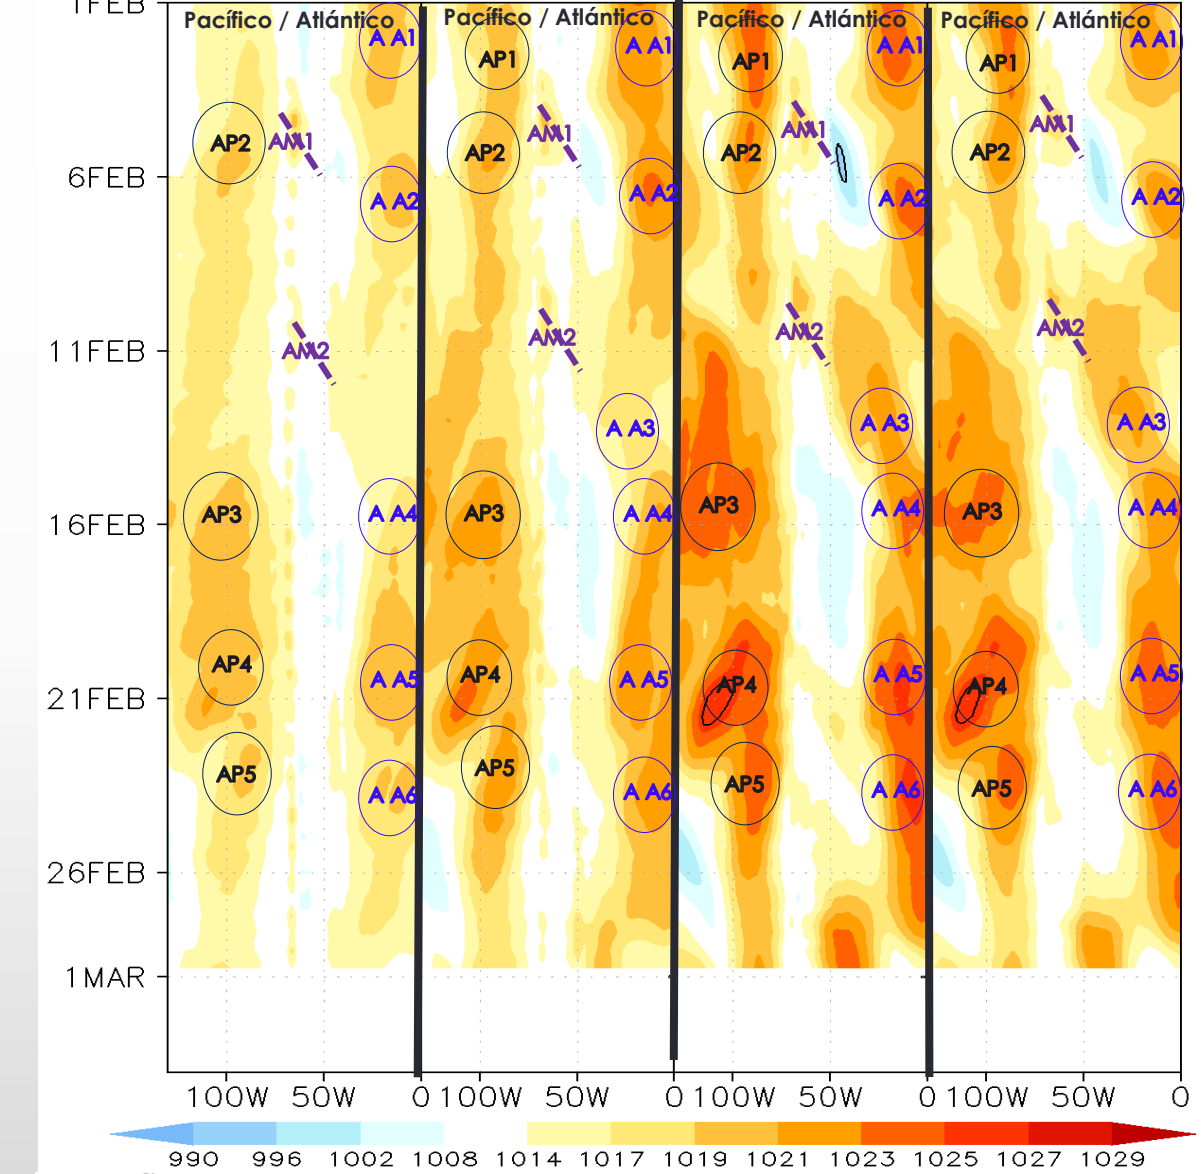 1FEB
Pacífico / Atlántico Pacífico / Atlántico Pacífico / Atlántico Pacífico / Atlántico
A A1 A A1 A A1 A A1
AP1 AP1 AP1
AM1 AM1 AM1 AM1
AP2 AP2 AP2 AP2
6FEB
A A2 A A2 A A2 A A2
AM2 AM2 AM2 AM2
11FEB
A A3 A A3 A A3
AP3 AP3 AP3 AP3
A A4 A A4 A A4 A A4
16FEB
AP4 AP4 AP4 AP4
A A5 A A5 A A5 A A5
21FEB
AP5 AP5 AP5 AP5
A A6 A A6 A A6 A A6
26FEB
1MAR
100W 50W 0 100W 50W 0 100W 50W 0 100W 50W 0
990 996 1002 1008 1014 1017 1019 1021 1023 1025 1027 1029